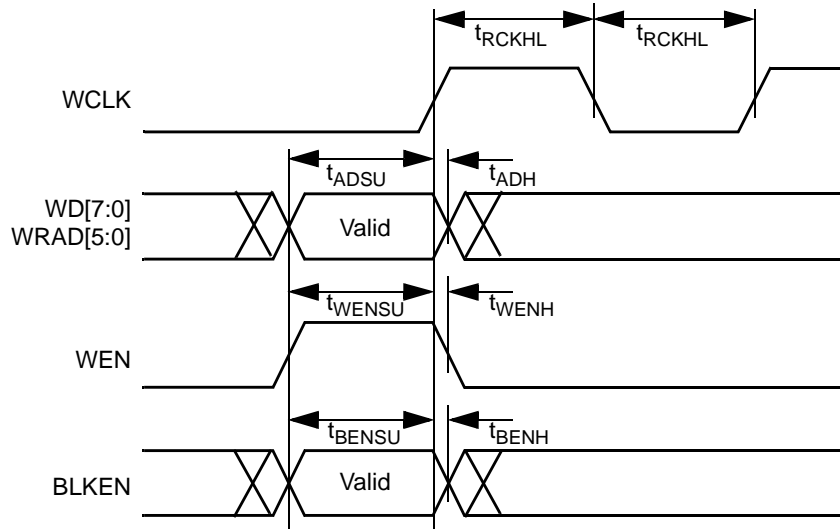 tRCKHL tRCKHL
WCLK
tADSU tADH
WD[7:0]
WRAD[5:0]
Valid
tWENSU tWENH
WEN
tBENSU tBENH
BLKEN
Valid